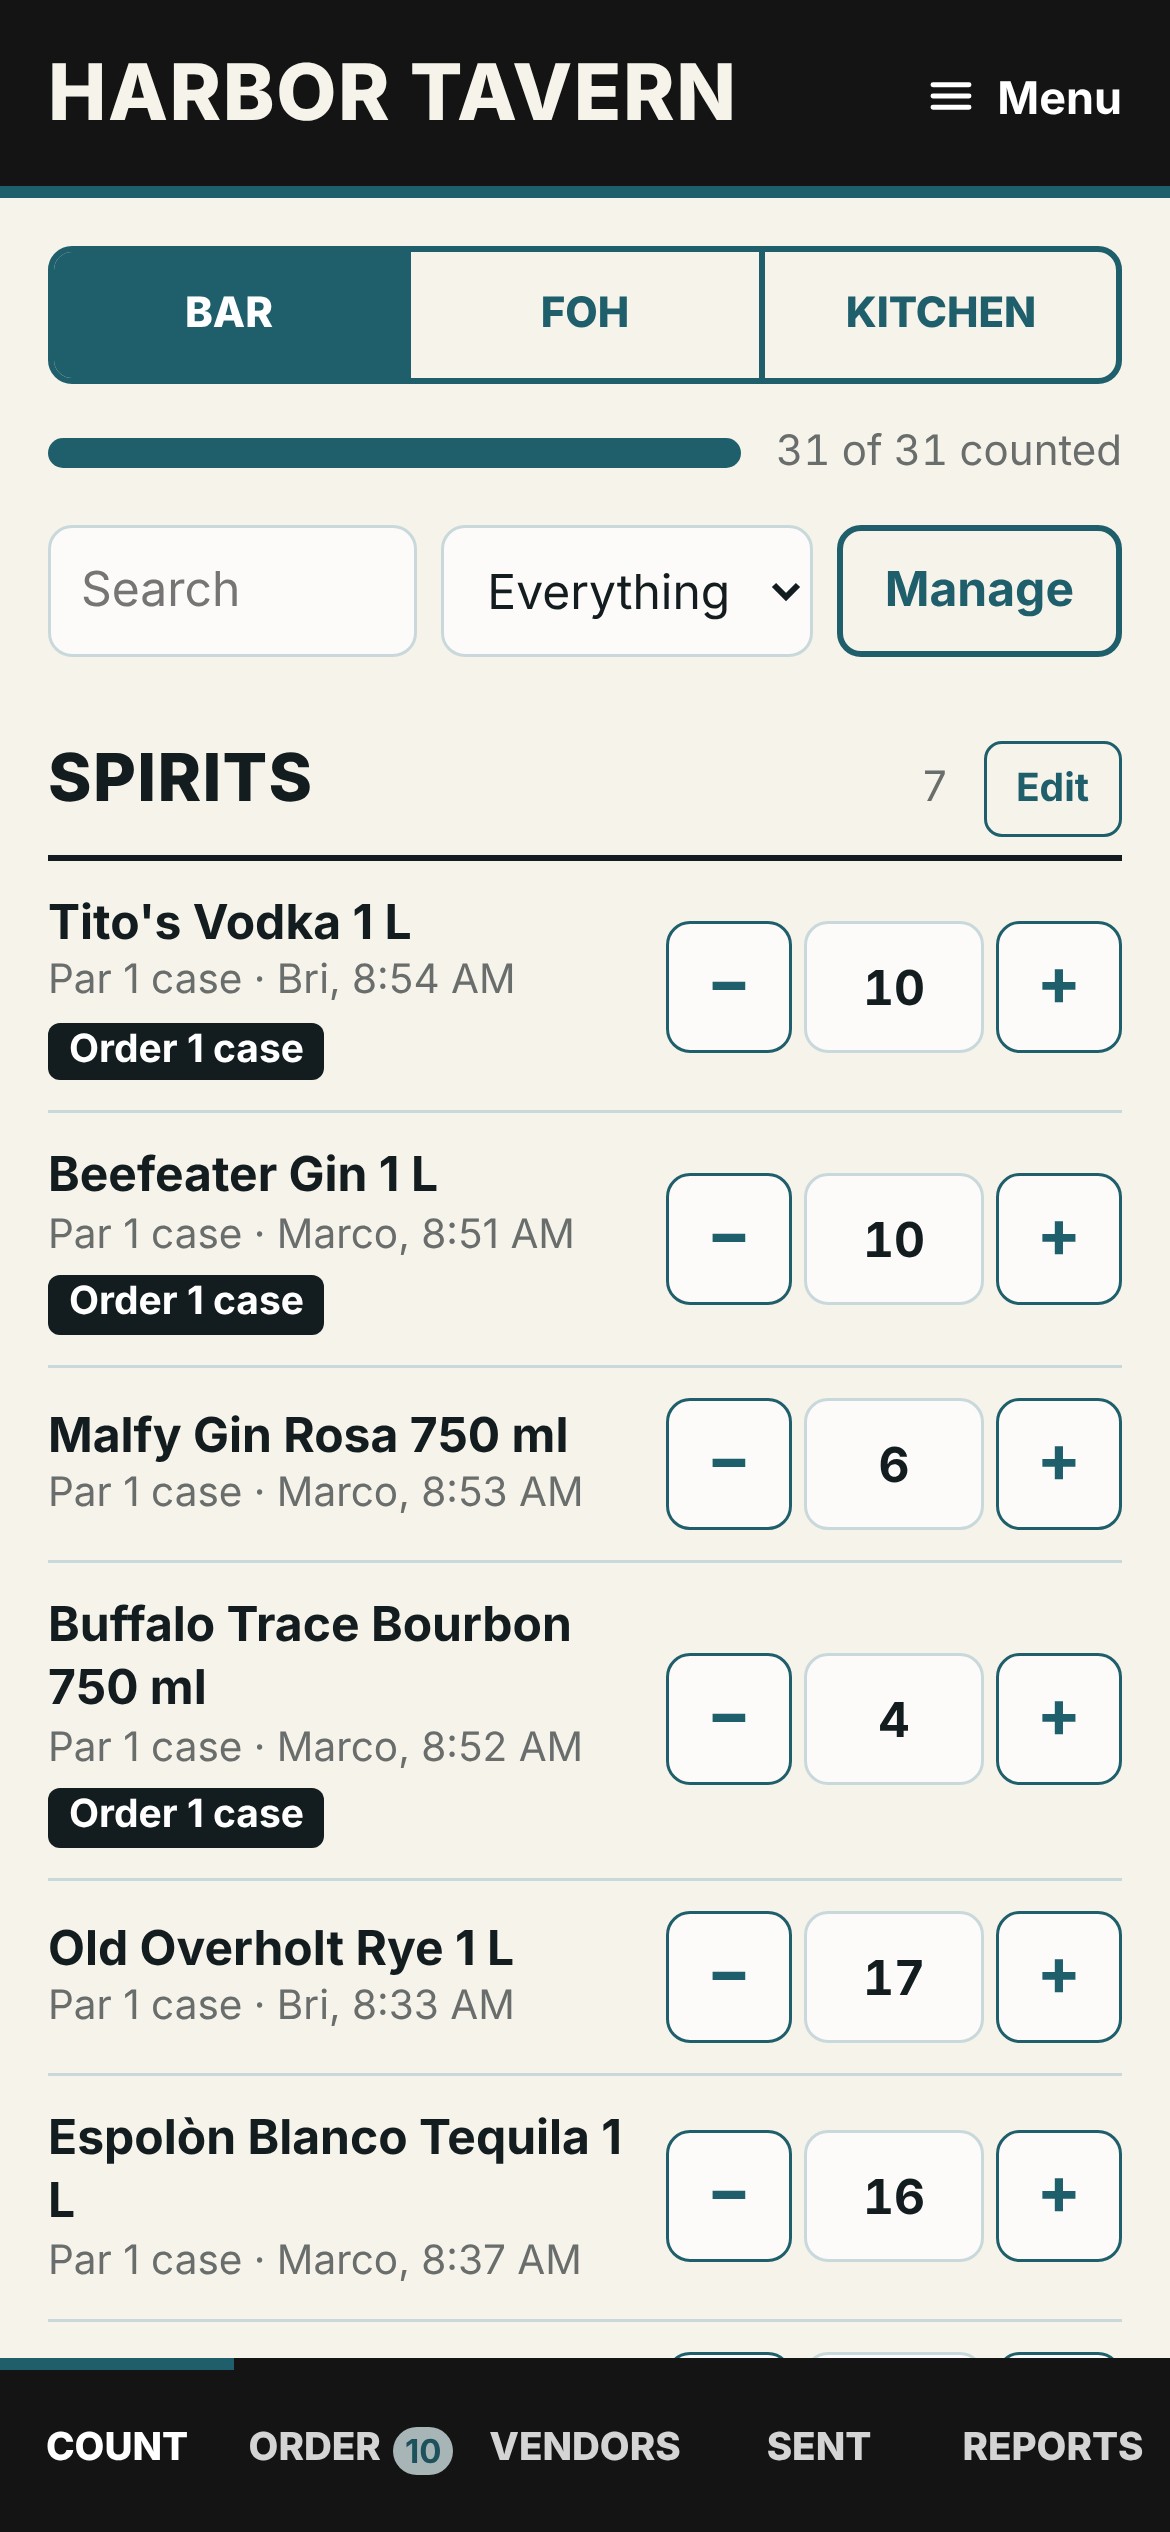 HARBOR TAVERN
Menu
BAR
FOH
KITCHEN
31 of 31 counted
Search
Everything
Manage
SPIRITS
7
Edit
Tito's Vodka 1 L
Par 1 case · Bri, 8:54 AM
Order 1 case
−
10
+
Beefeater Gin 1 L
Par 1 case · Marco, 8:51 AM
Order 1 case
−
10
+
Malfy Gin Rosa 750 ml
Par 1 case · Marco, 8:53 AM
−
6
+
Buffalo Trace Bourbon
750 ml
Par 1 case · Marco, 8:52 AM
Order 1 case
−
4
+
Old Overholt Rye 1 L
Par 1 case · Bri, 8:33 AM
−
17
+
Espolòn Blanco Tequila 1
L
Par 1 case · Marco, 8:37 AM
−
16
+
COUNT
ORDER 10
VENDORS
SENT
REPORTS